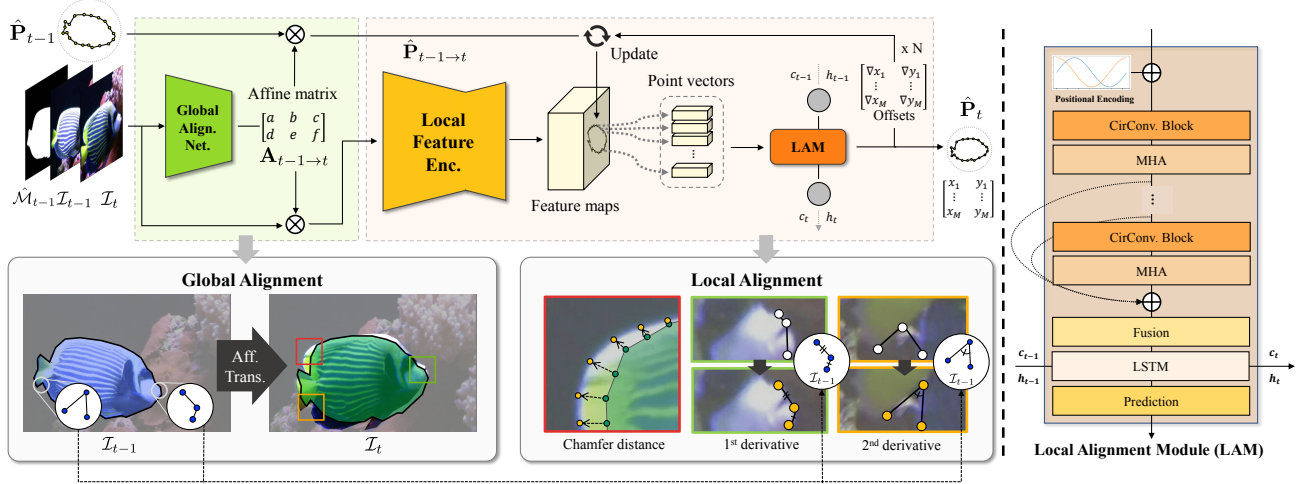 P̂t-1
M̂t-1 It-1 It
Global
Align.
Net.
Affine matrix
[a b c
d e f]
At-1→t
P̂t-1→t
Local
Feature
Enc.
Update
Feature maps
Point vectors
⋮
ct-1 ht-1
LAM
ct ht
x N
[∇x1 ∇y1
⋮ ⋮
∇xM ∇yM]
Offsets
P̂t
[x1 y1
⋮ ⋮
xM yM]
Global Alignment
Aff.
Trans.
It-1
It
Local Alignment
It-1
It-1
Chamfer distance
1st derivative
2nd derivative
Positional Encoding
CirConv. Block
MHA
⋮
CirConv. Block
MHA
Fusion
ct-1
LSTM
ct
ht-1
ht
Prediction
Local Alignment Module (LAM)